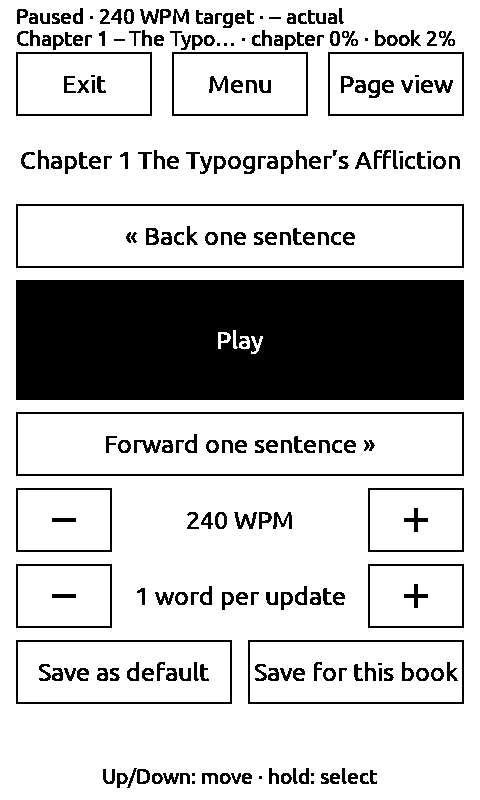 Paused · 240 WPM target · – actual
Chapter 1 – The Typo… · chapter 0% · book 2%
Exit Menu Page view
Chapter 1 The Typographer’s Affliction
« Back one sentence
Play
Forward one sentence »
− 240 WPM +
− 1 word per update +
Save as default Save for this book
Up/Down: move · hold: select